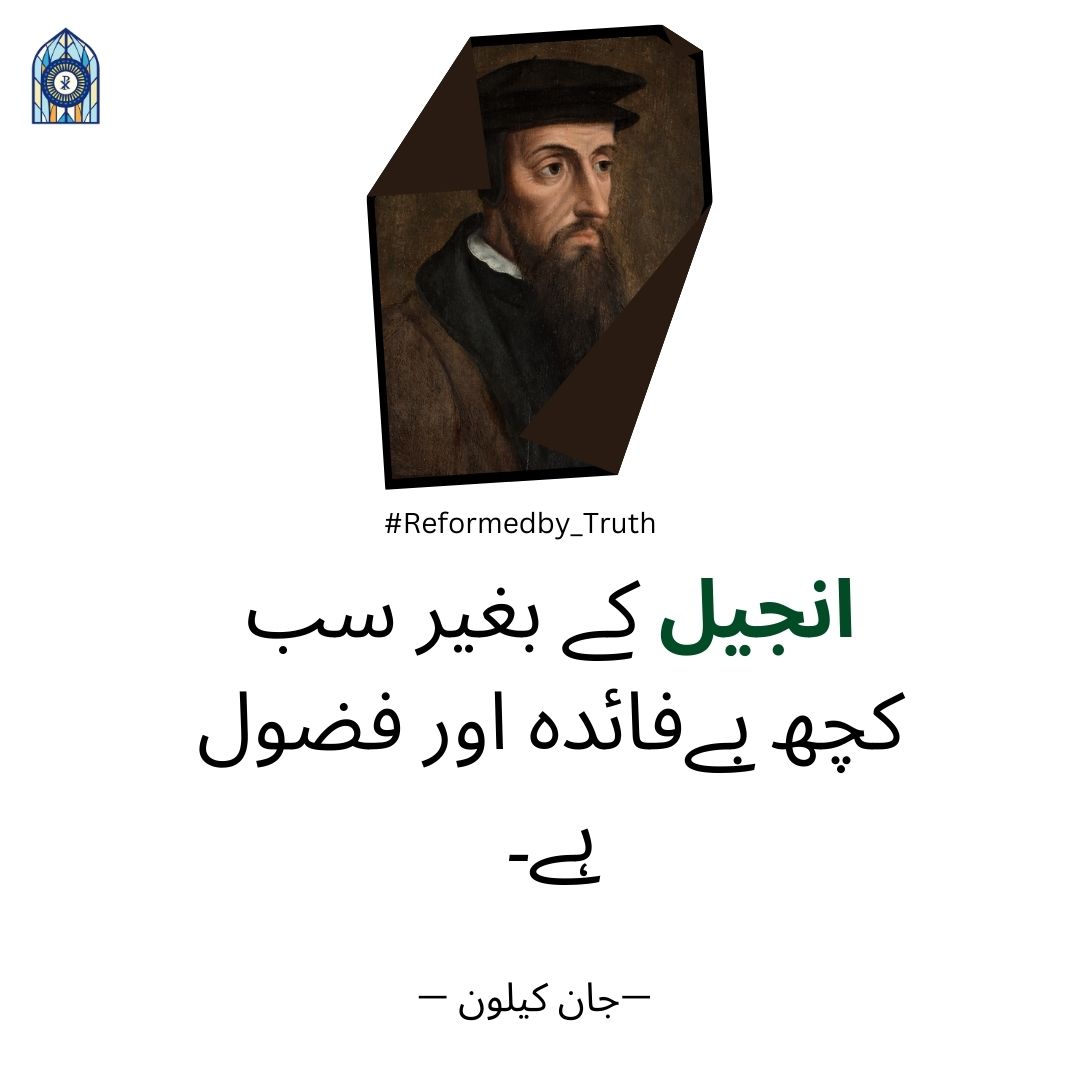 #Reformedby_Truth
انجیل کے بغیر سب
کچھ بےفائدہ اور فضول
ہے۔
—جان کیلون —